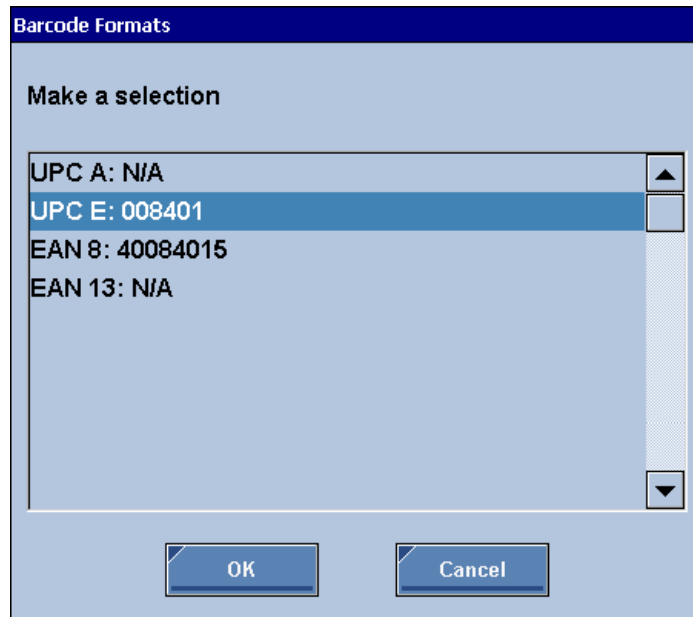 Barcode Formats
Make a selection
UPC A: N/A
UPC E: 008401
EAN 8: 40084015
EAN 13: N/A
OK
Cancel